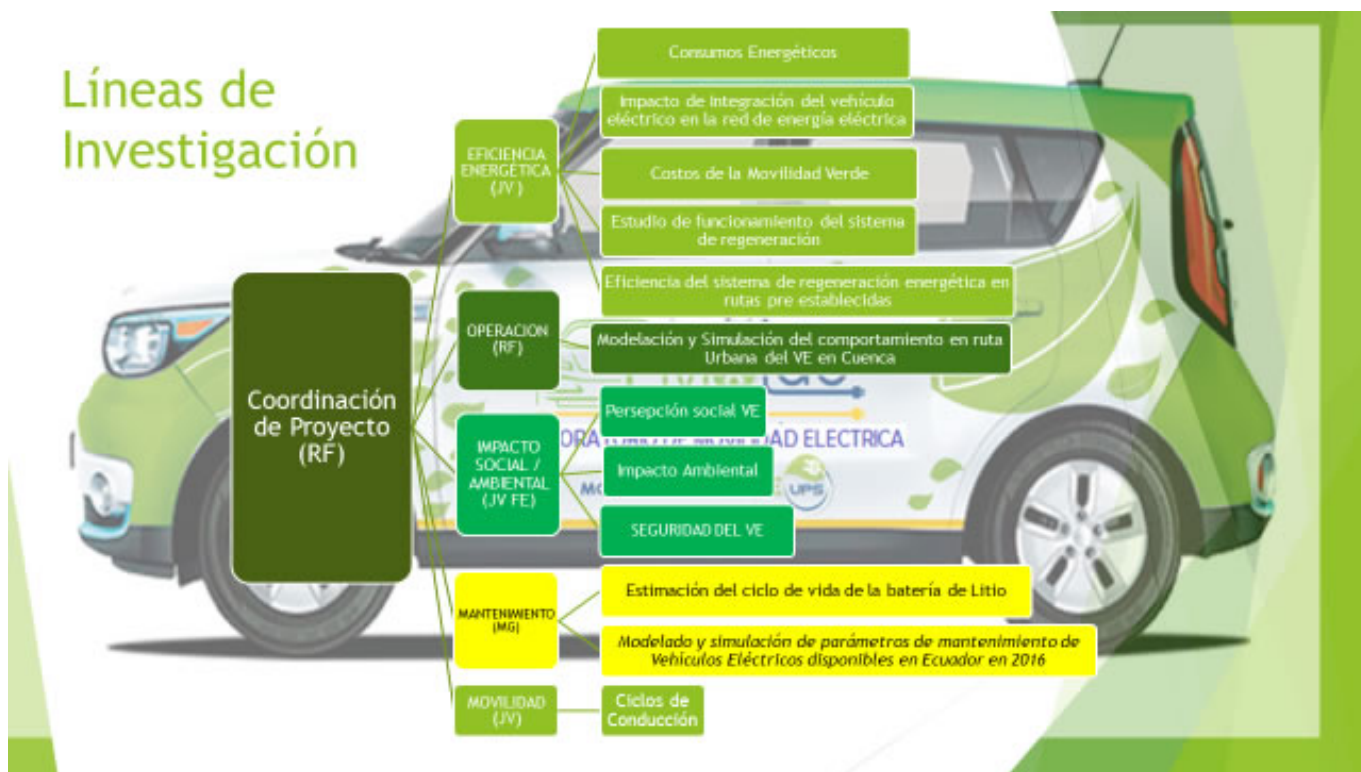 Líneas de
Investigación
Coordinación
de Proyecto
(RF)
EFICIENCIA
ENERGÉTICA
(JV )
Consumos Energéticos
Impacto de integración del vehículo
eléctrico en la red de energía eléctrica
Costos de la Movilidad Verde
Estudio de funcionamiento del sistema
de regeneración
Eficiencia del sistema de regeneración energética en
rutas pre establecidas
OPERACION
(RF)
Modelación y Simulación del comportamiento en ruta
Urbana del VE en Cuenca
IMPACTO
SOCIAL /
AMBIENTAL
(JV FE)
Persepción social VE
Impacto Ambiental
SEGURIDAD DEL VE
MANTENIMIENTO
(MG)
Estimación del ciclo de vida de la batería de Litio
Modelado y simulación de parámetros de mantenimiento de
Vehículos Eléctricos disponibles en Ecuador en 2016
MOVILIDAD
(JV)
Ciclos de
Conducción
DE MOVILIDAD ELECTRICA
UPS